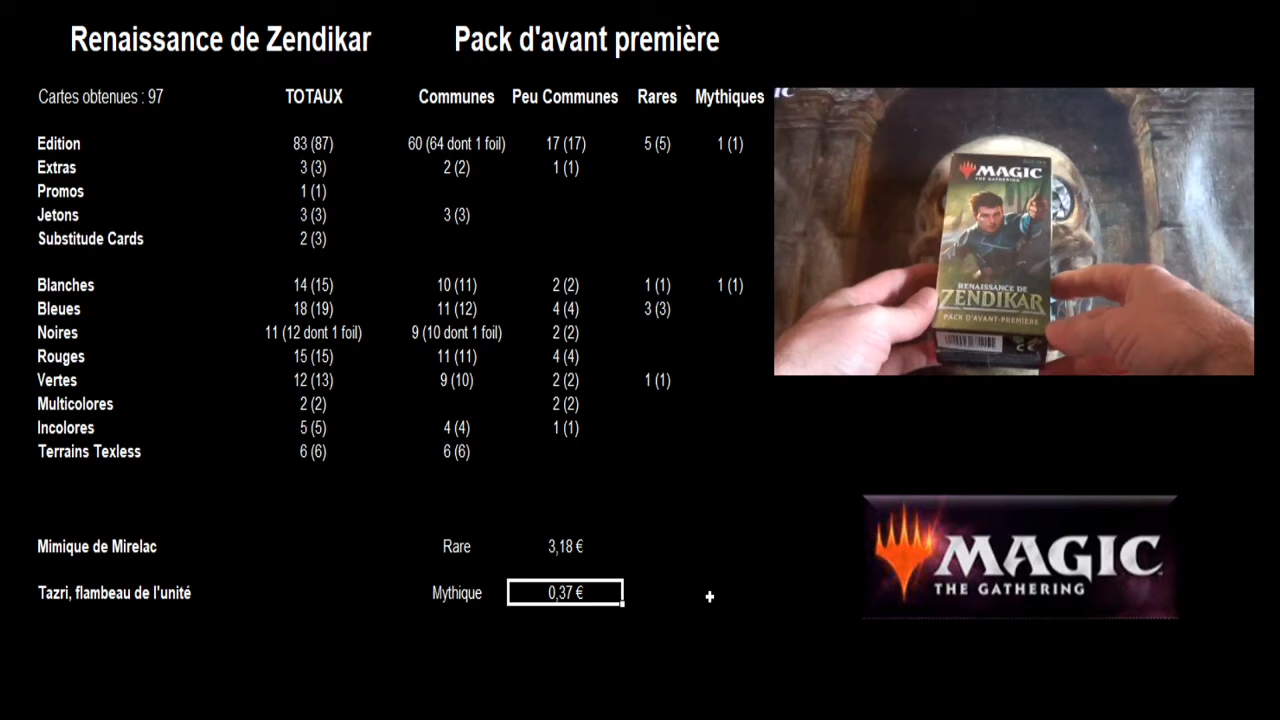 Renaissance de Zendikar Pack d'avant première
Cartes obtenues : 97 TOTAUX Communes Peu Communes Rares Mythiques
Edition 83 (87) 60 (64 dont 1 foil) 17 (17) 5 (5) 1 (1)
Extras 3 (3) 2 (2) 1 (1)
Promos 1 (1)
Jetons 3 (3) 3 (3)
Substitude Cards 2 (3)
Blanches 14 (15) 10 (11) 2 (2) 1 (1) 1 (1)
Bleues 18 (19) 11 (12) 4 (4) 3 (3)
Noires 11 (12 dont 1 foil) 9 (10 dont 1 foil) 2 (2)
Rouges 15 (15) 11 (11) 4 (4)
Vertes 12 (13) 9 (10) 2 (2) 1 (1)
Multicolores 2 (2) 2 (2)
Incolores 5 (5) 4 (4) 1 (1)
Terrains Texless 6 (6) 6 (6)
Mimique de Mirelac Rare 3,18 €
Tazri, flambeau de l'unité Mythique 0,37 €
MAGIC
THE GATHERING
RENAISSANCE DE
ZENDIKAR
PACK D'AVANT-PREMIÈRE
MAGIC
THE GATHERING